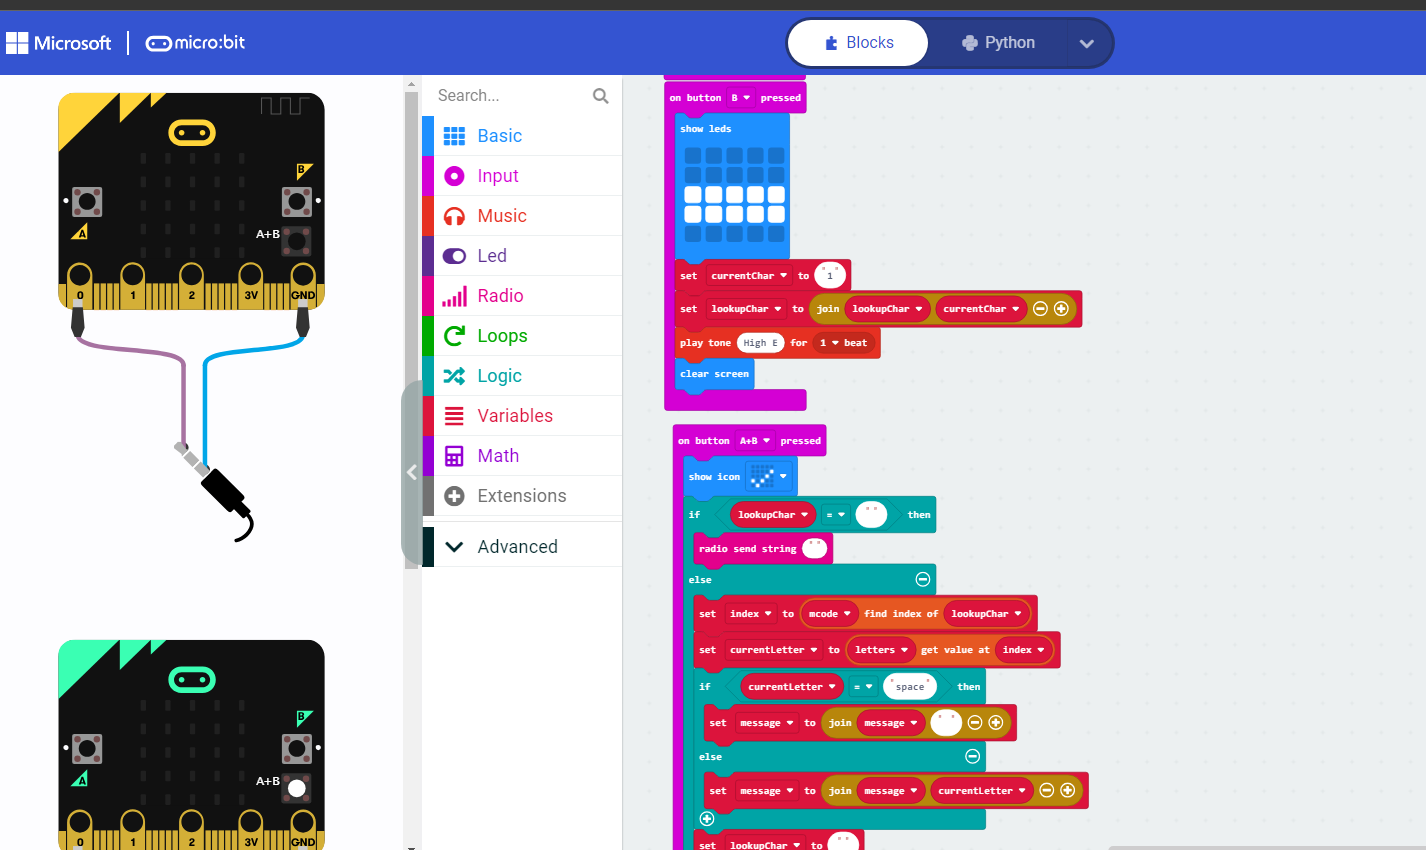 Microsoft micro:bit Blocks Python
Search...
Basic
Input
Music
Led
Radio
Loops
Logic
Variables
Math
Extensions
Advanced
B
A
A+B
0 1 2 3V GND
B
A
A+B
0 1 2 3V GND
on button B pressed
show leds
set currentChar to " 1 "
set lookupChar to join lookupChar currentChar
play tone High E for 1 beat
clear screen
on button A+B pressed
show icon
if lookupChar = " " then
radio send string " "
else
set index to mcode find index of lookupChar
set currentLetter to letters get value at index
if currentLetter = "space" then
set message to join message " "
else
set message to join message currentLetter
set lookupChar to " "